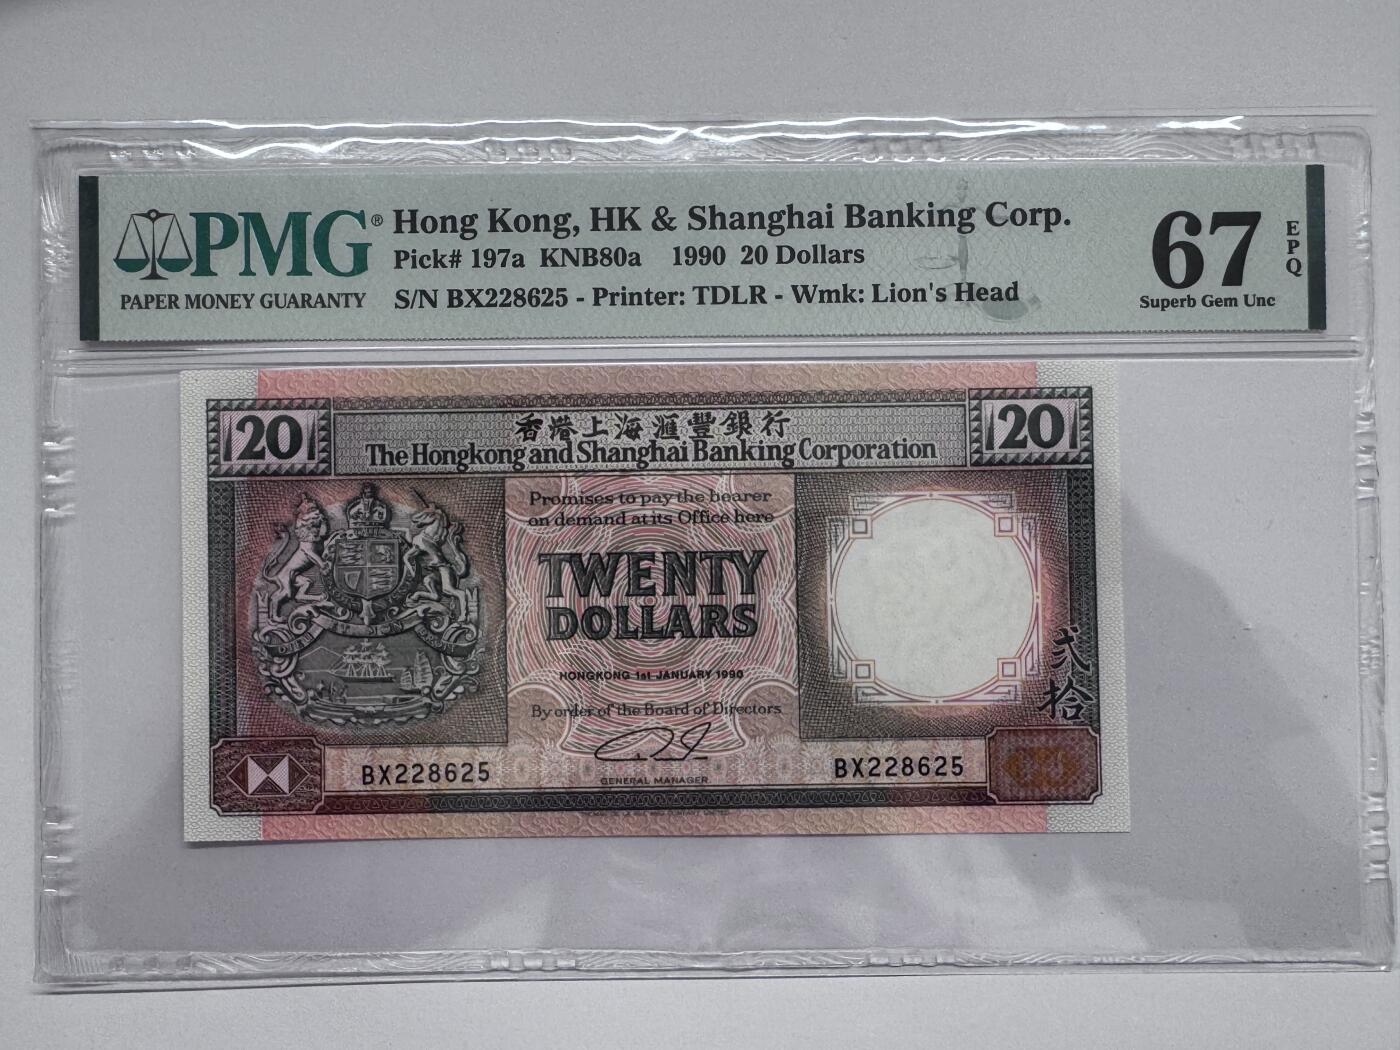 PMG®
PAPER MONEY GUARANTY
Hong Kong, HK & Shanghai Banking Corp.
Pick# 197a KNB80a 1990 20 Dollars
S/N BX228625 - Printer: TDLR - Wmk: Lion's Head
67
EPQ
Superb Gem Unc
20
香港上海滙豐銀行
20
The Hongkong and Shanghai Banking Corporation
Promises to pay the bearer
on demand at its Office here
TWENTY
DOLLARS
HONGKONG 1st JANUARY 1990
By order of the Board of Directors
GENERAL MANAGER
弍拾
BX228625
BX228625